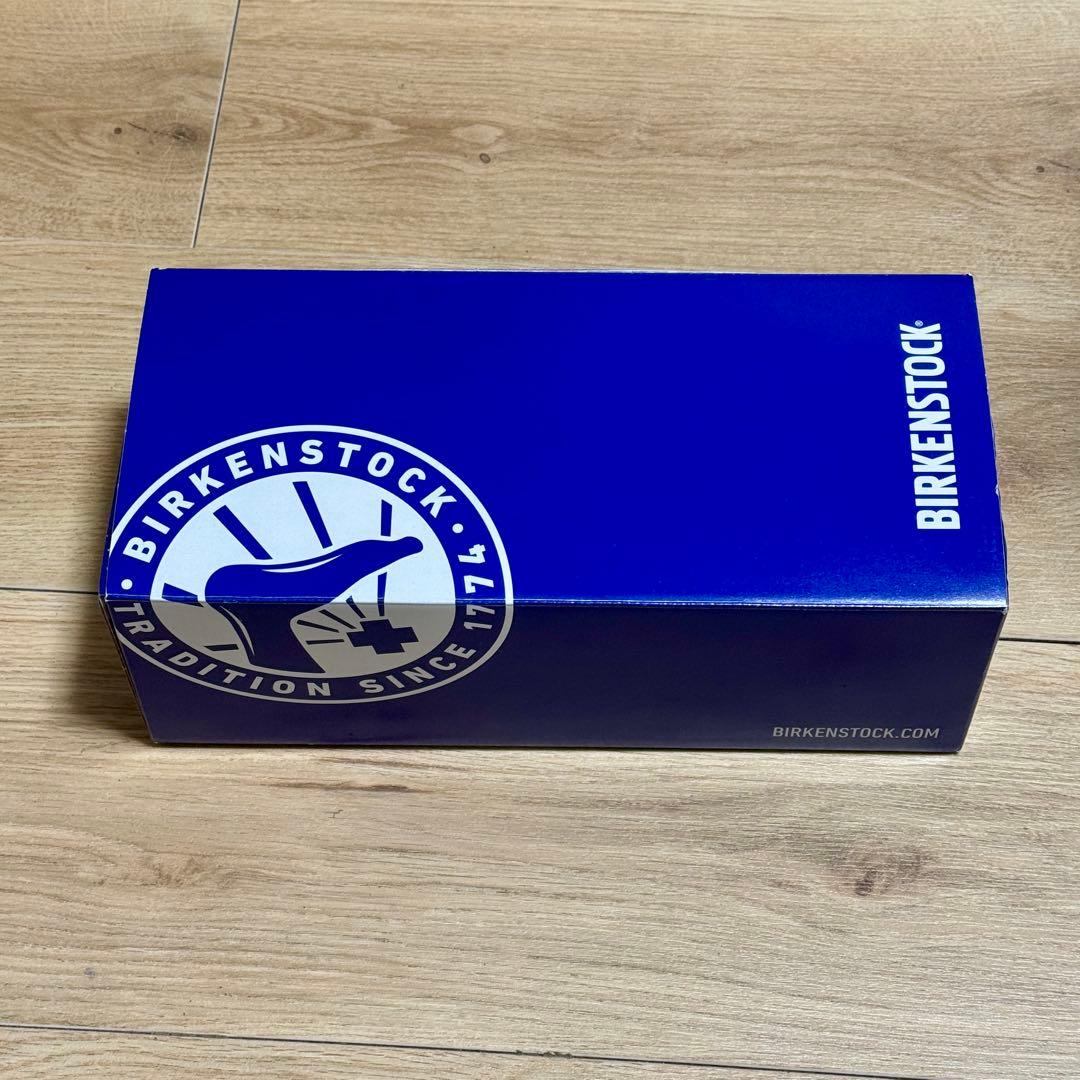 BIRKENSTOCK®
• BIRKENSTOCK •
TRADITION SINCE 1774
BIRKENSTOCK.COM